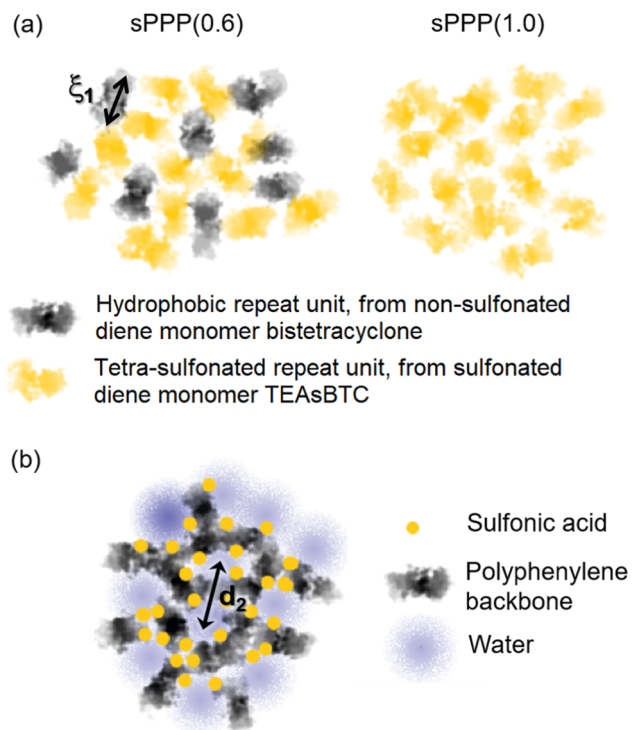 (a) sPPP(0.6) sPPP(1.0)
ξ1
Hydrophobic repeat unit, from non-sulfonated
diene monomer bistetracyclone
Tetra-sulfonated repeat unit, from sulfonated
diene monomer TEAsBTC
(b)
d2
Sulfonic acid
Polyphenylene
backbone
Water